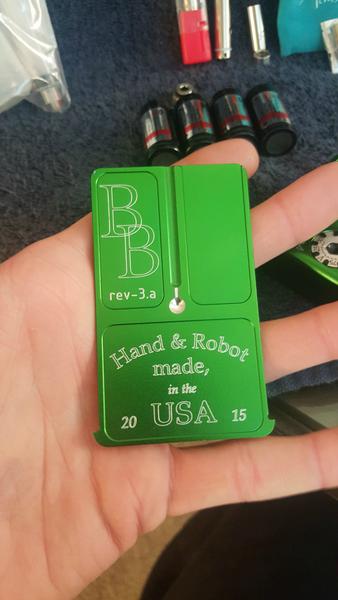 BB
rev-3.a
Hand & Robot
made,
in the
USA
20 15